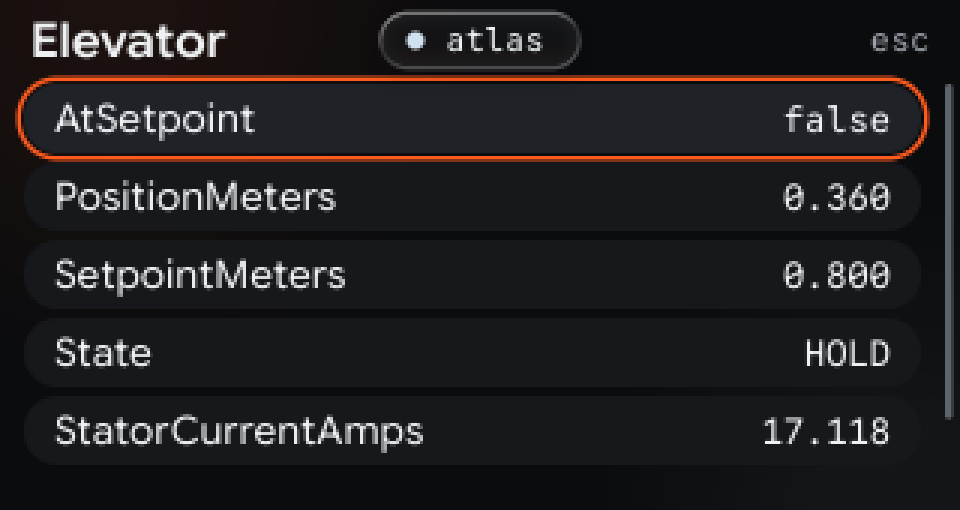 Elevator atlas esc
AtSetpoint false
PositionMeters 0.360
SetpointMeters 0.800
State HOLD
StatorCurrentAmps 17.118